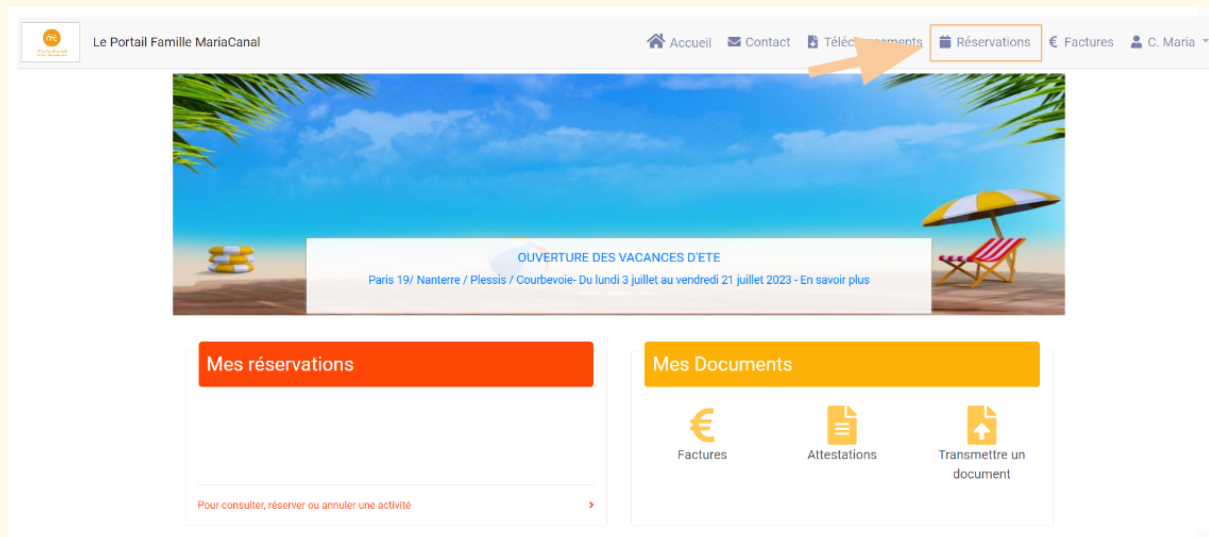 Le Portail Famille MariaCanal
Accueil Contact Téléchargements Réservations € Factures C. Maria
OUVERTURE DES VACANCES D'ETE
Paris 19/ Nanterre / Plessis / Courbevoie- Du lundi 3 juillet au vendredi 21 juillet 2023 - En savoir plus
Mes réservations
Pour consulter, réserver ou annuler une activité
Mes Documents
€
Factures
Attestations
Transmettre un
document